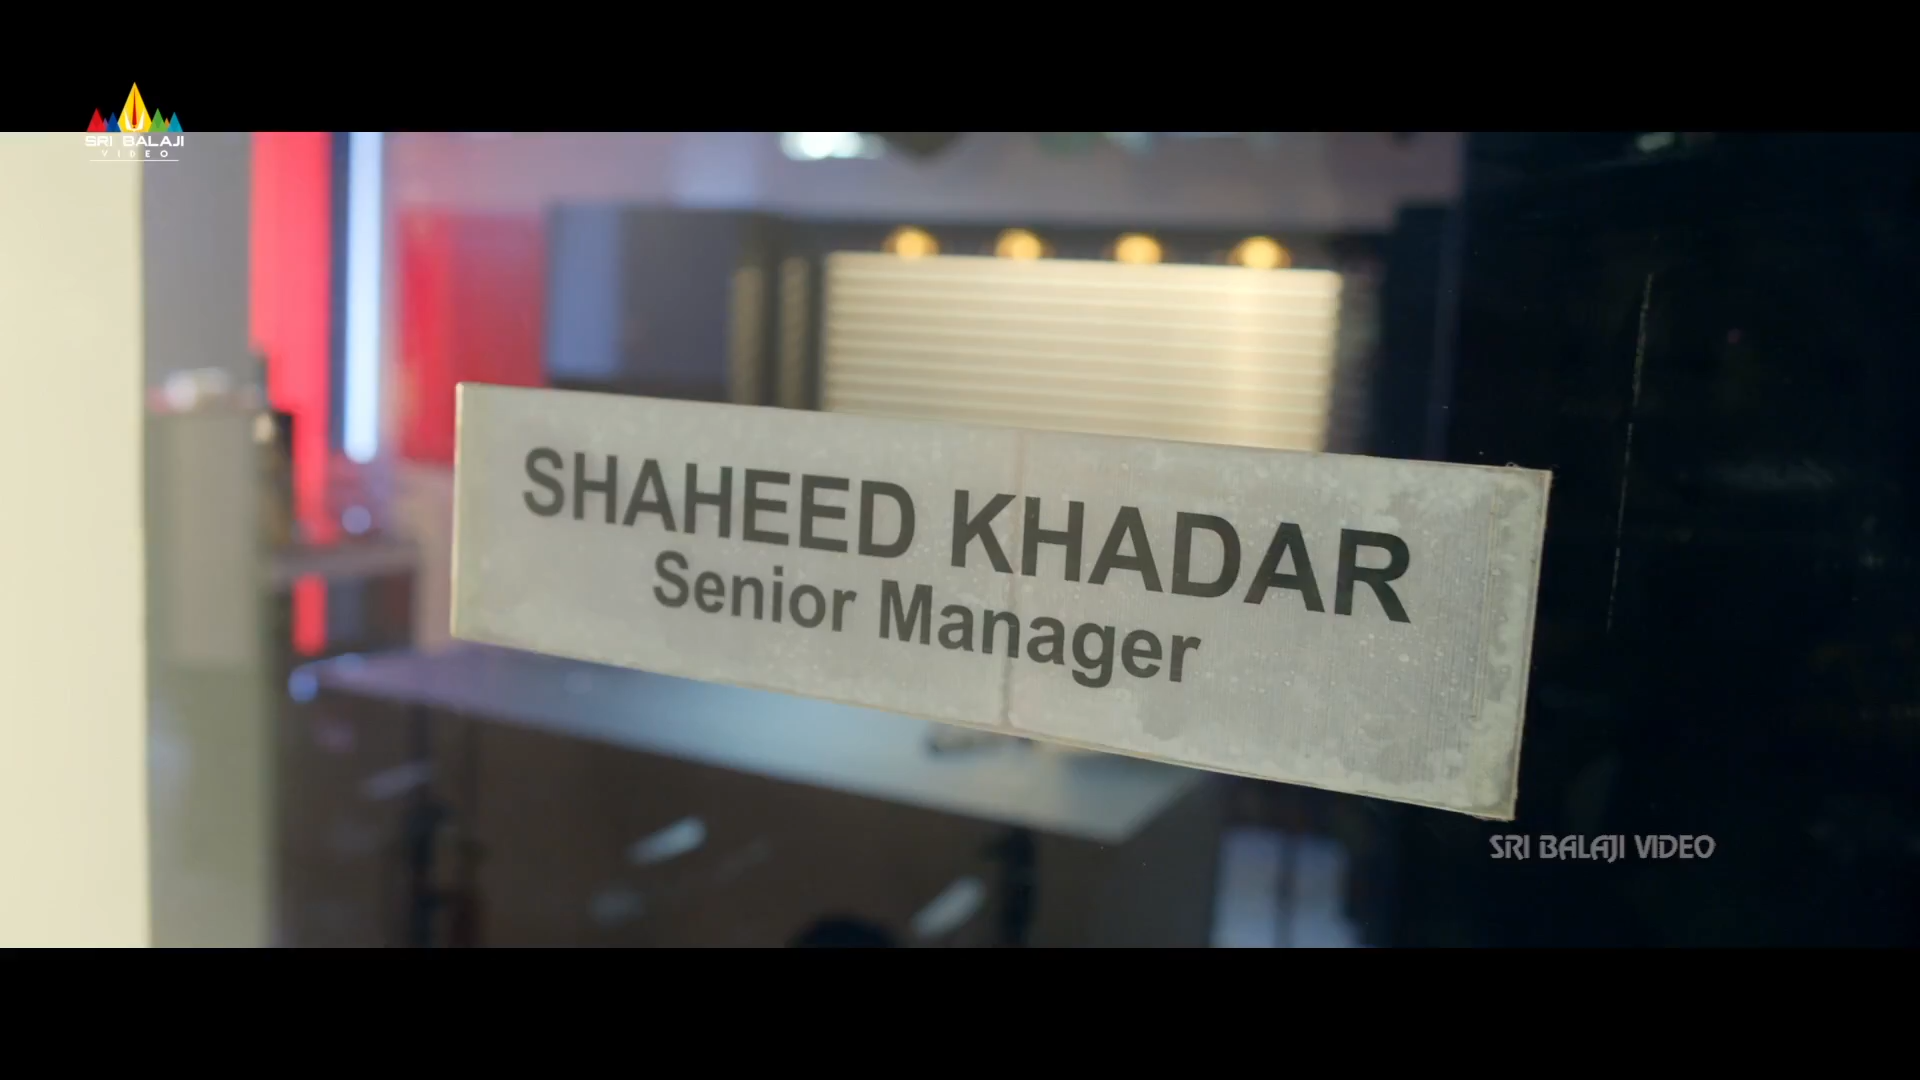 SRI BALAJI
VIDEO
SHAHEED KHADAR
Senior Manager
SRI BALAJI VIDEO